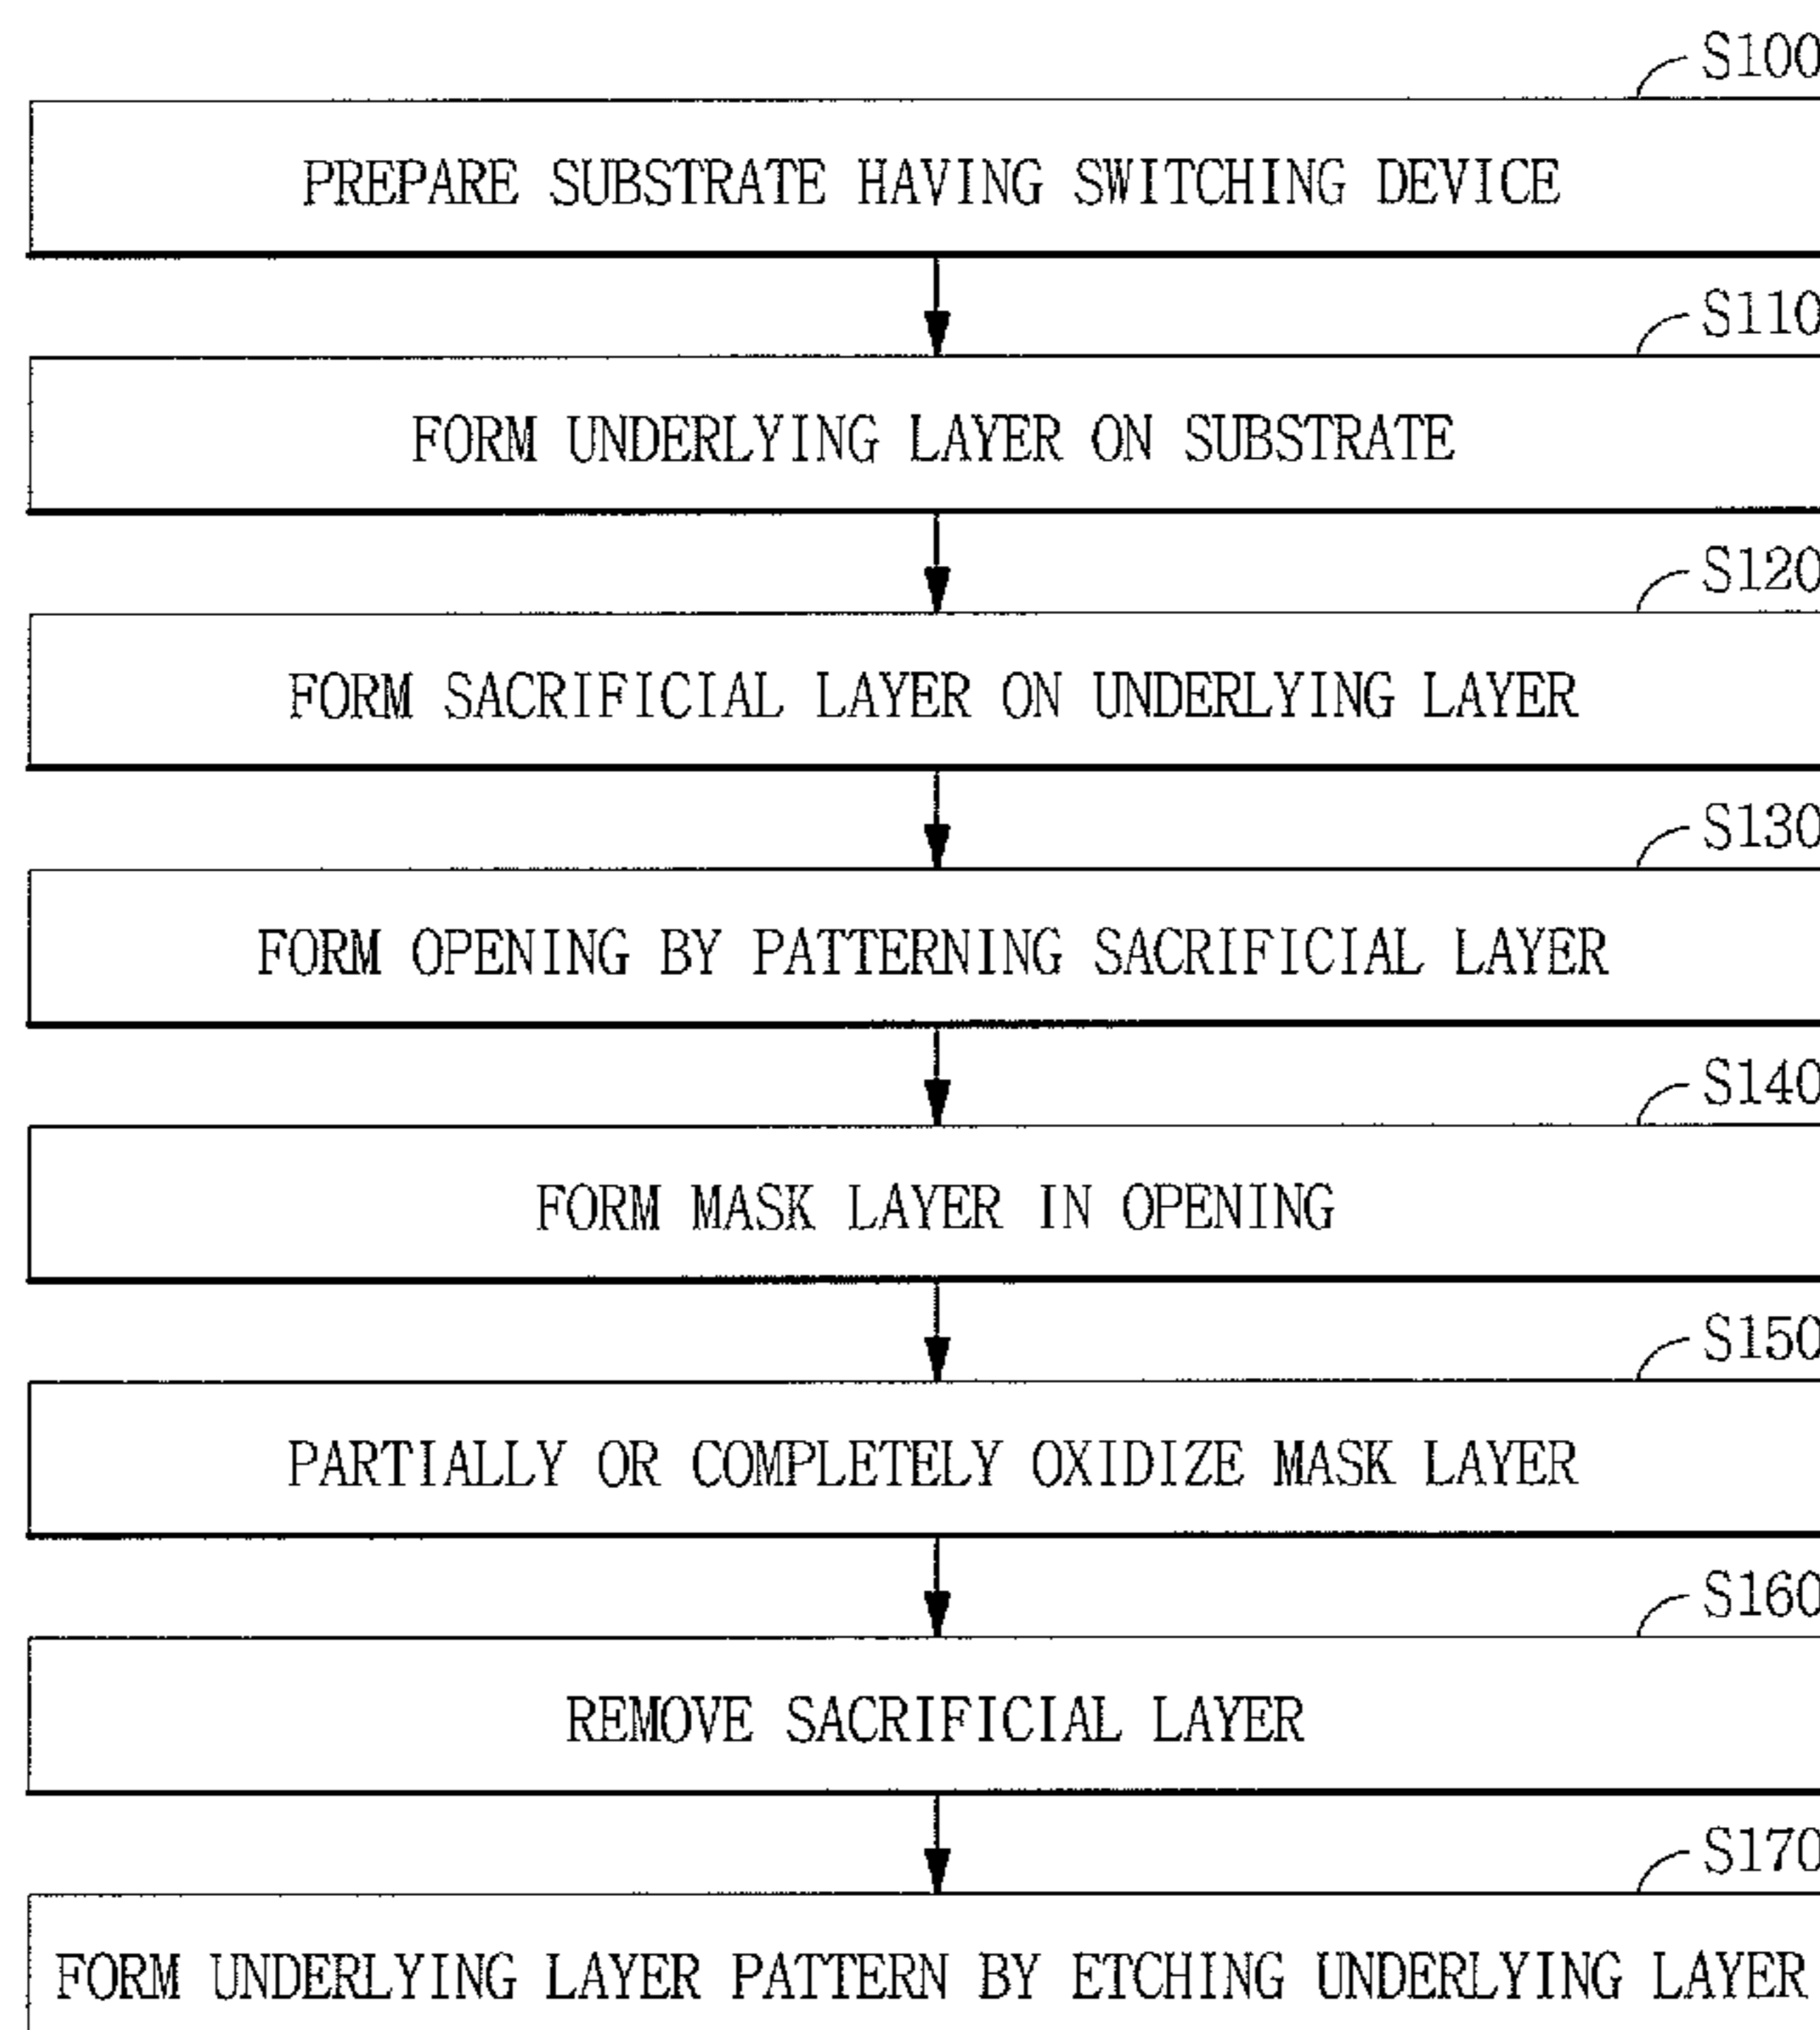 S100
PREPARE SUBSTRATE HAVING SWITCHING DEVICE
S110
FORM UNDERLYING LAYER ON SUBSTRATE
S120
FORM SACRIFICIAL LAYER ON UNDERLYING LAYER
S130
FORM OPENING BY PATTERNING SACRIFICIAL LAYER
S140
FORM MASK LAYER IN OPENING
S150
PARTIALLY OR COMPLETELY OXIDIZE MASK LAYER
S160
REMOVE SACRIFICIAL LAYER
S170
FORM UNDERLYING LAYER PATTERN BY ETCHING UNDERLYING LAYER